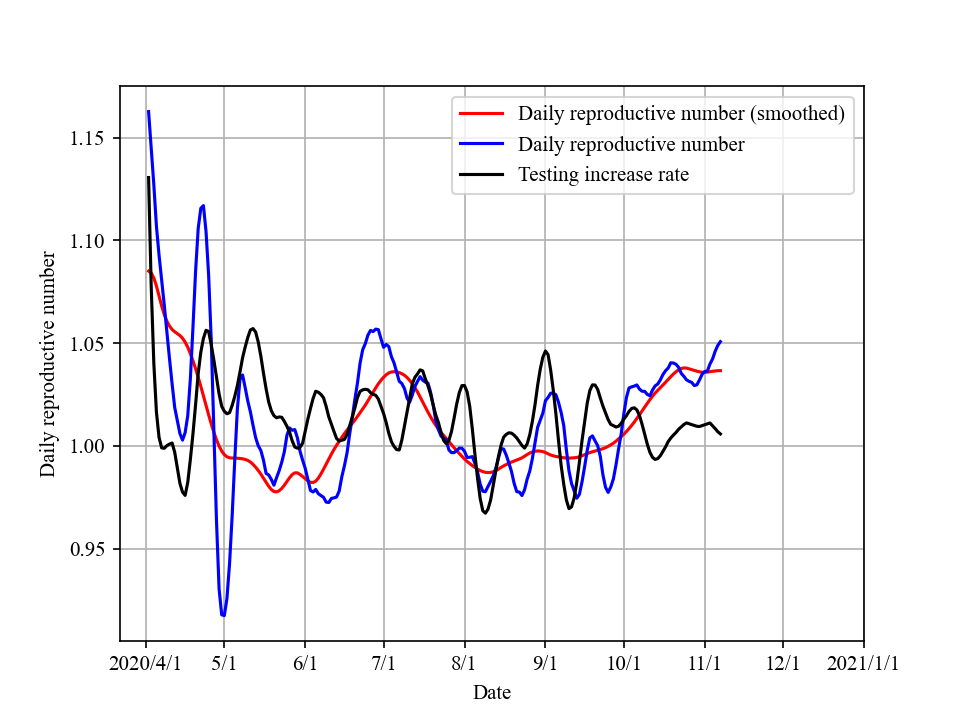 Daily reproductive number (smoothed)
Daily reproductive number
Testing increase rate
1.15
1.10
1.05
1.00
0.95
Daily reproductive number
2020/4/1 5/1 6/1 7/1 8/1 9/1 10/1 11/1 12/1 2021/1/1
Date